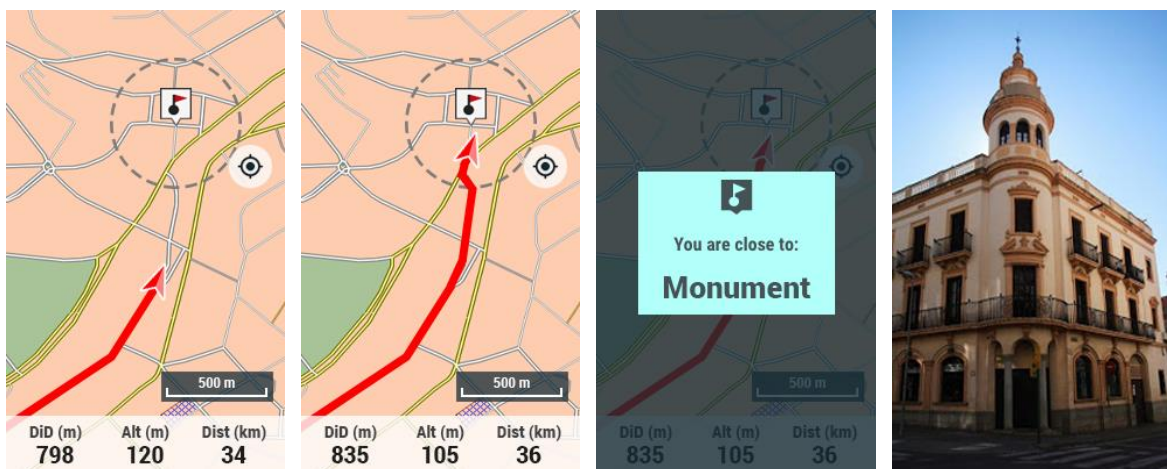 500 m
DiD (m) Alt (m) Dist (km)
798 120 34
500 m
DiD (m) Alt (m) Dist (km)
835 105 36
You are close to:
Monument
500 m
DiD (m) Alt (m) Dist (km)
835 105 36